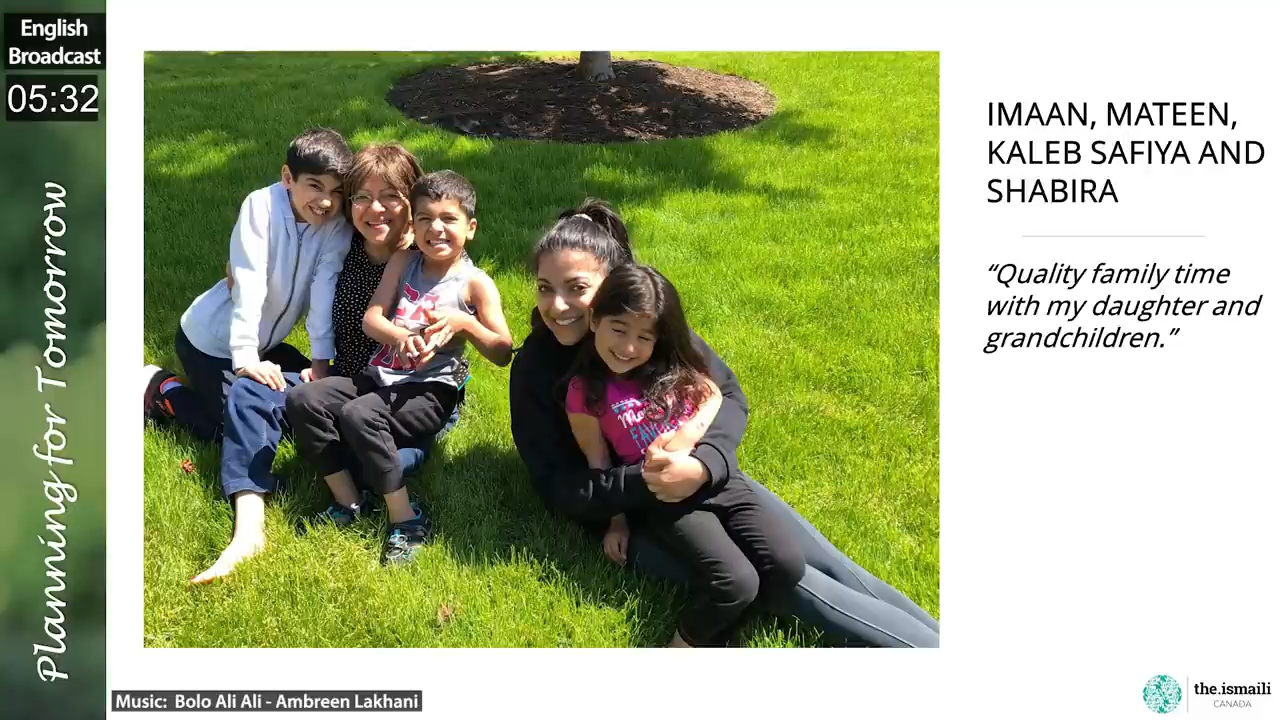 English
Broadcast
05:32
Planning for Tomorrow
IMAAN, MATEEN,
KALEB SAFIYA AND
SHABIRA
“Quality family time
with my daughter and
grandchildren.”
Music: Bolo Ali Ali - Ambreen Lakhani
the.ismaili
CANADA